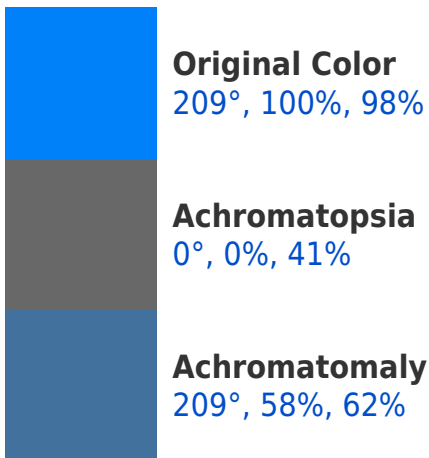 Original Color
209°, 100%, 98%
Achromatopsia
0°, 0%, 41%
Achromatomaly
209°, 58%, 62%